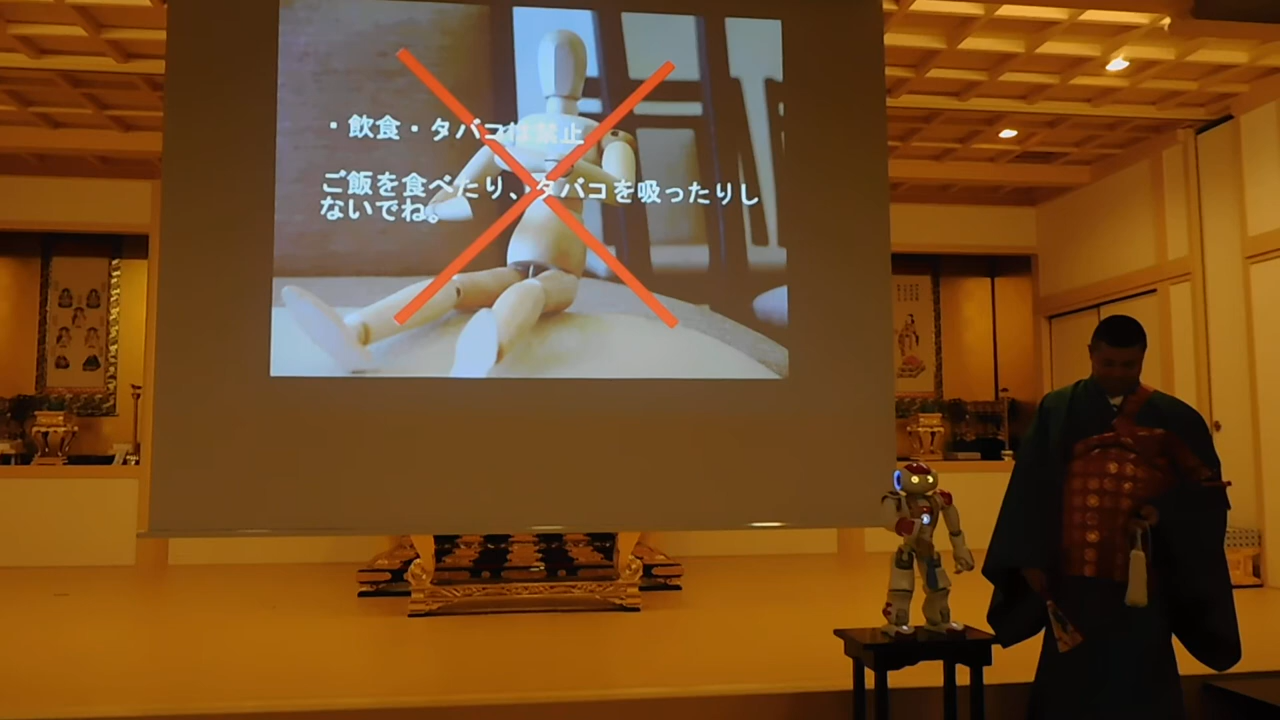 ・飲食・タバコは禁止
ご飯を食べたり、タバコを吸ったりし
ないでね。